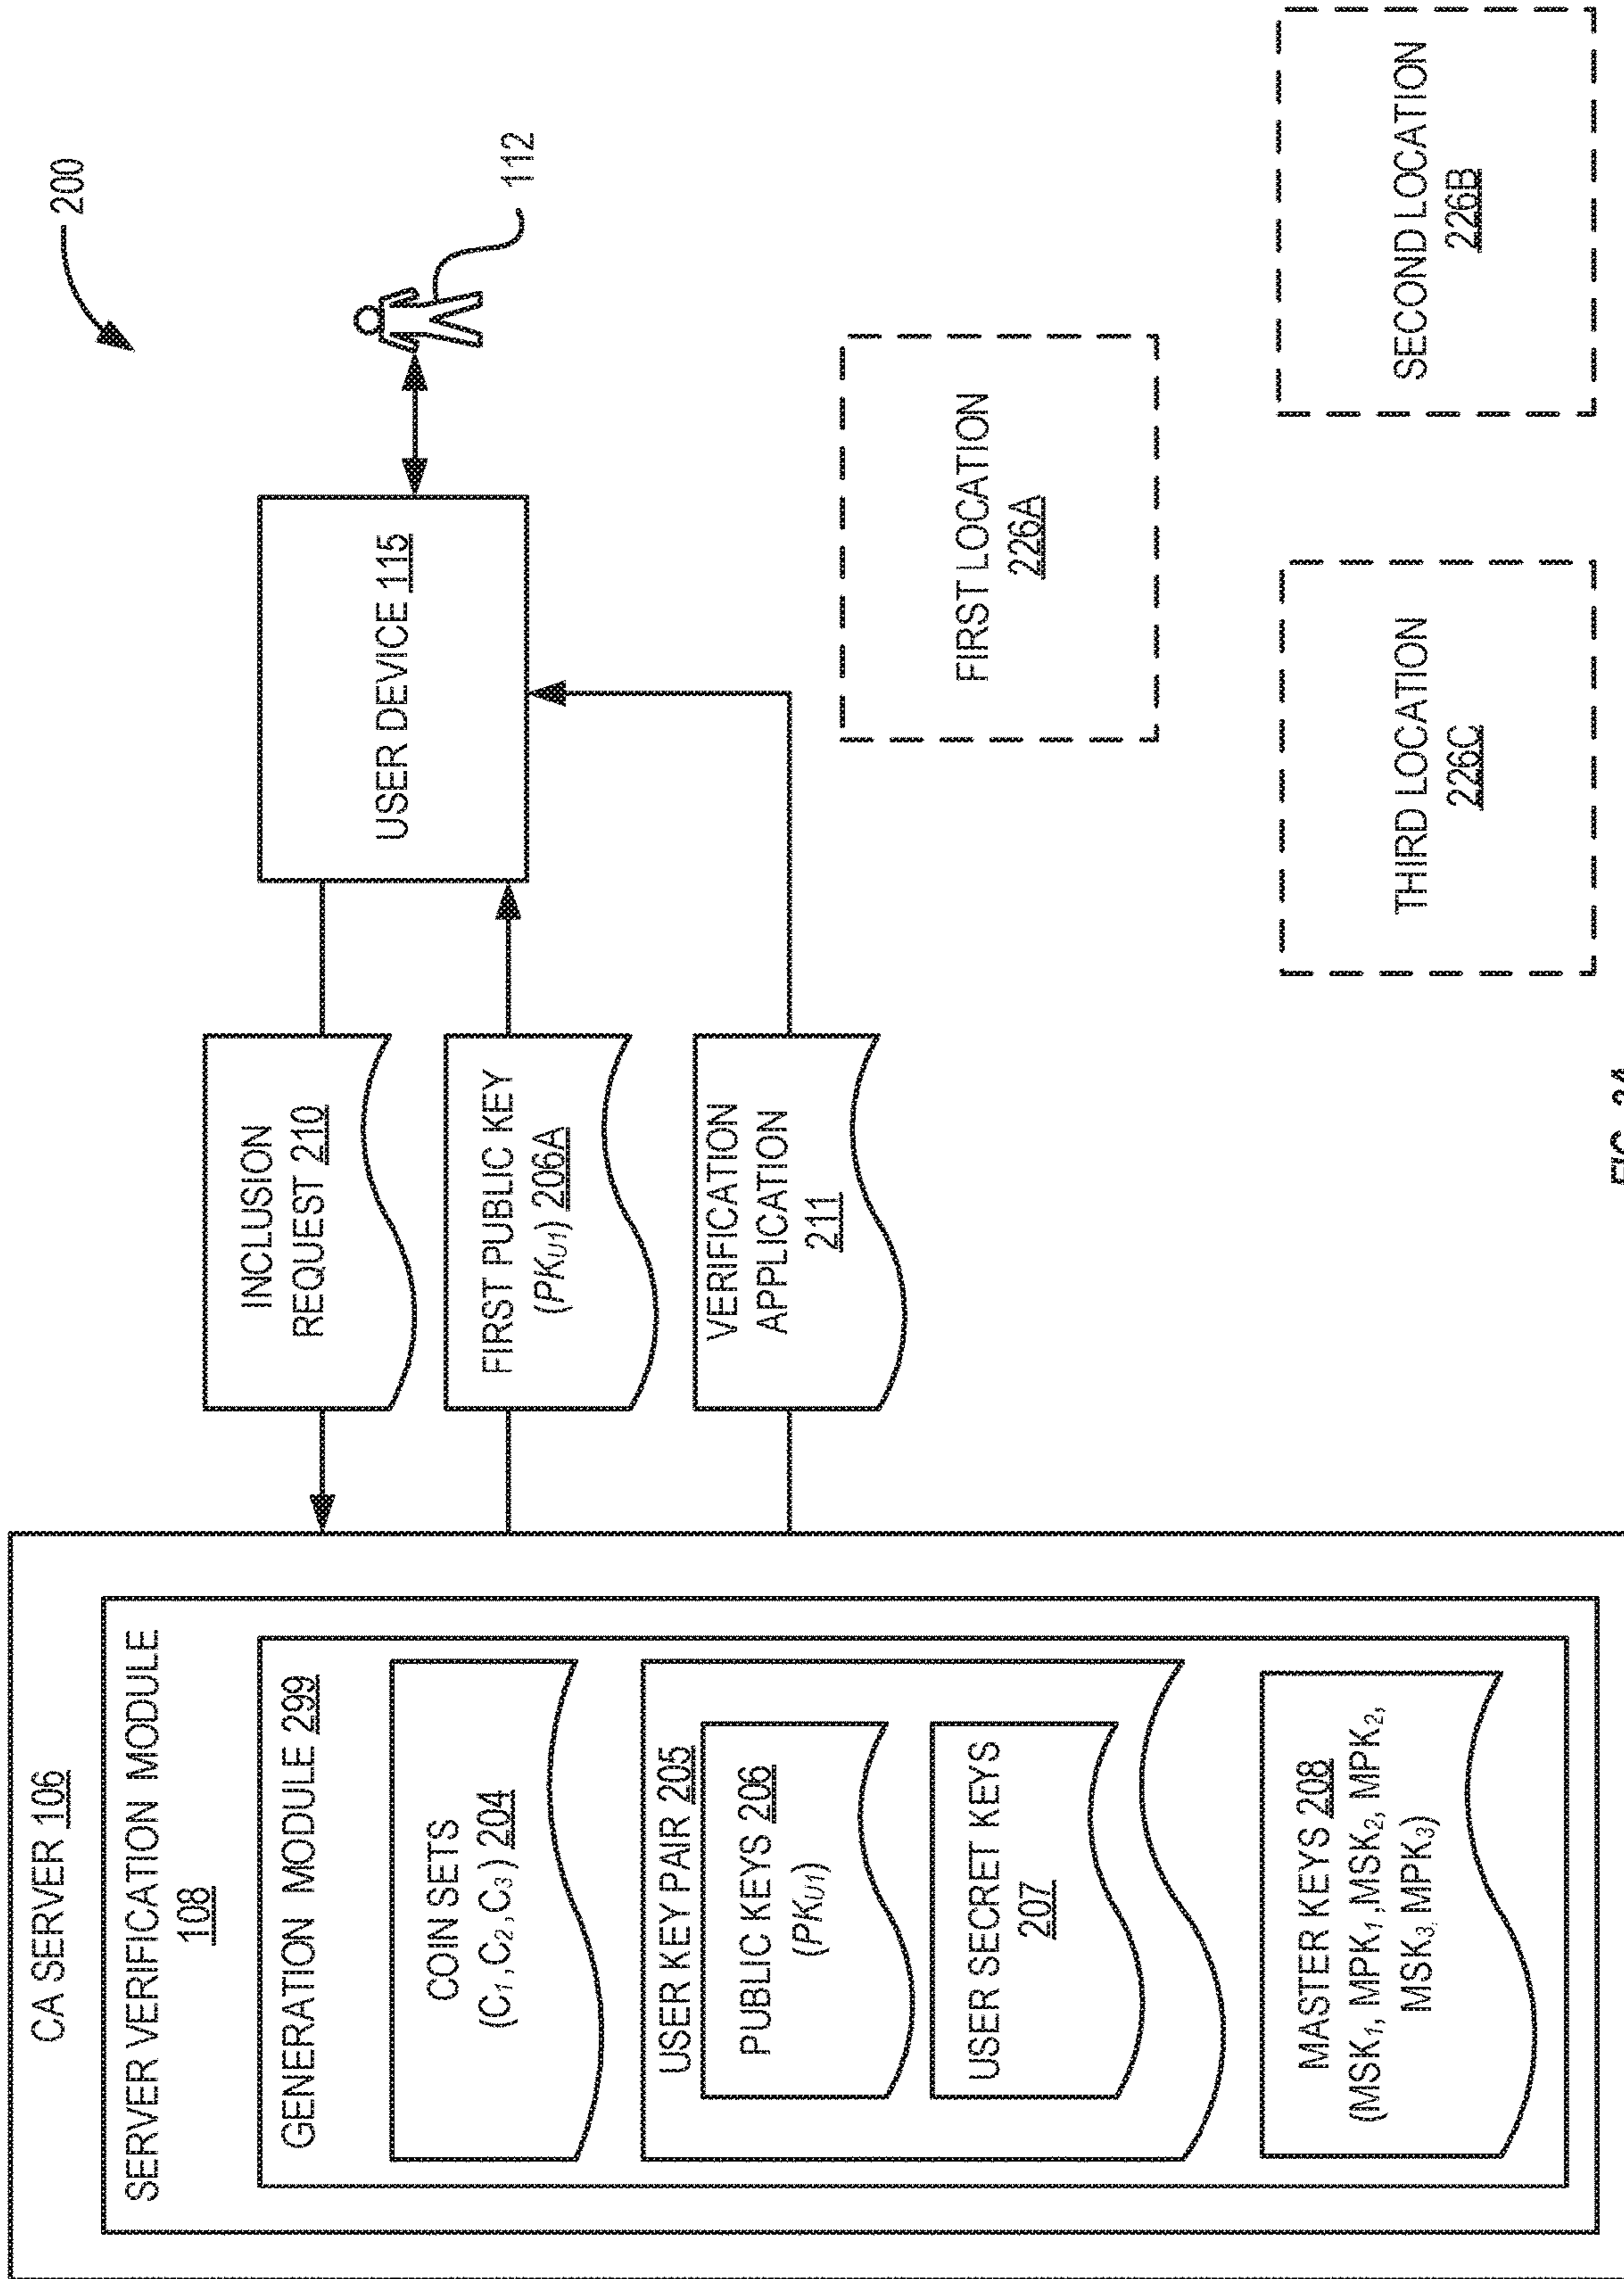 200
CA SERVER 106
SERVER VERIFICATION MODULE
108
GENERATION MODULE 299
COIN SETS
(C1, C2, C3) 204
USER KEY PAIR 205
PUBLIC KEYS 206
(PKU1)
USER SECRET KEYS
207
MASTER KEYS 208
(MSK1, MPK1, MSK2, MPK2,
MSK3, MPK3)
INCLUSION
REQUEST 210
FIRST PUBLIC KEY
(PKU1) 206A
VERIFICATION
APPLICATION
211
USER DEVICE 115
112
FIRST LOCATION
226A
THIRD LOCATION
226C
SECOND LOCATION
226B